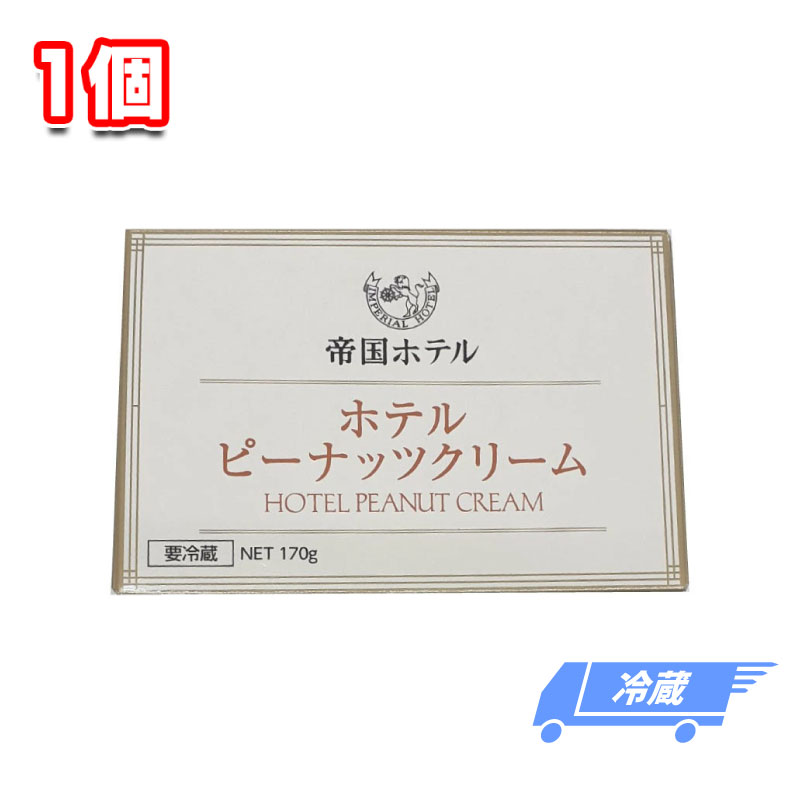 1個
IMPERIAL HOTEL
帝国ホテル
ホテル
ピーナッツクリーム
HOTEL PEANUT CREAM
要冷蔵 NET 170g
冷蔵